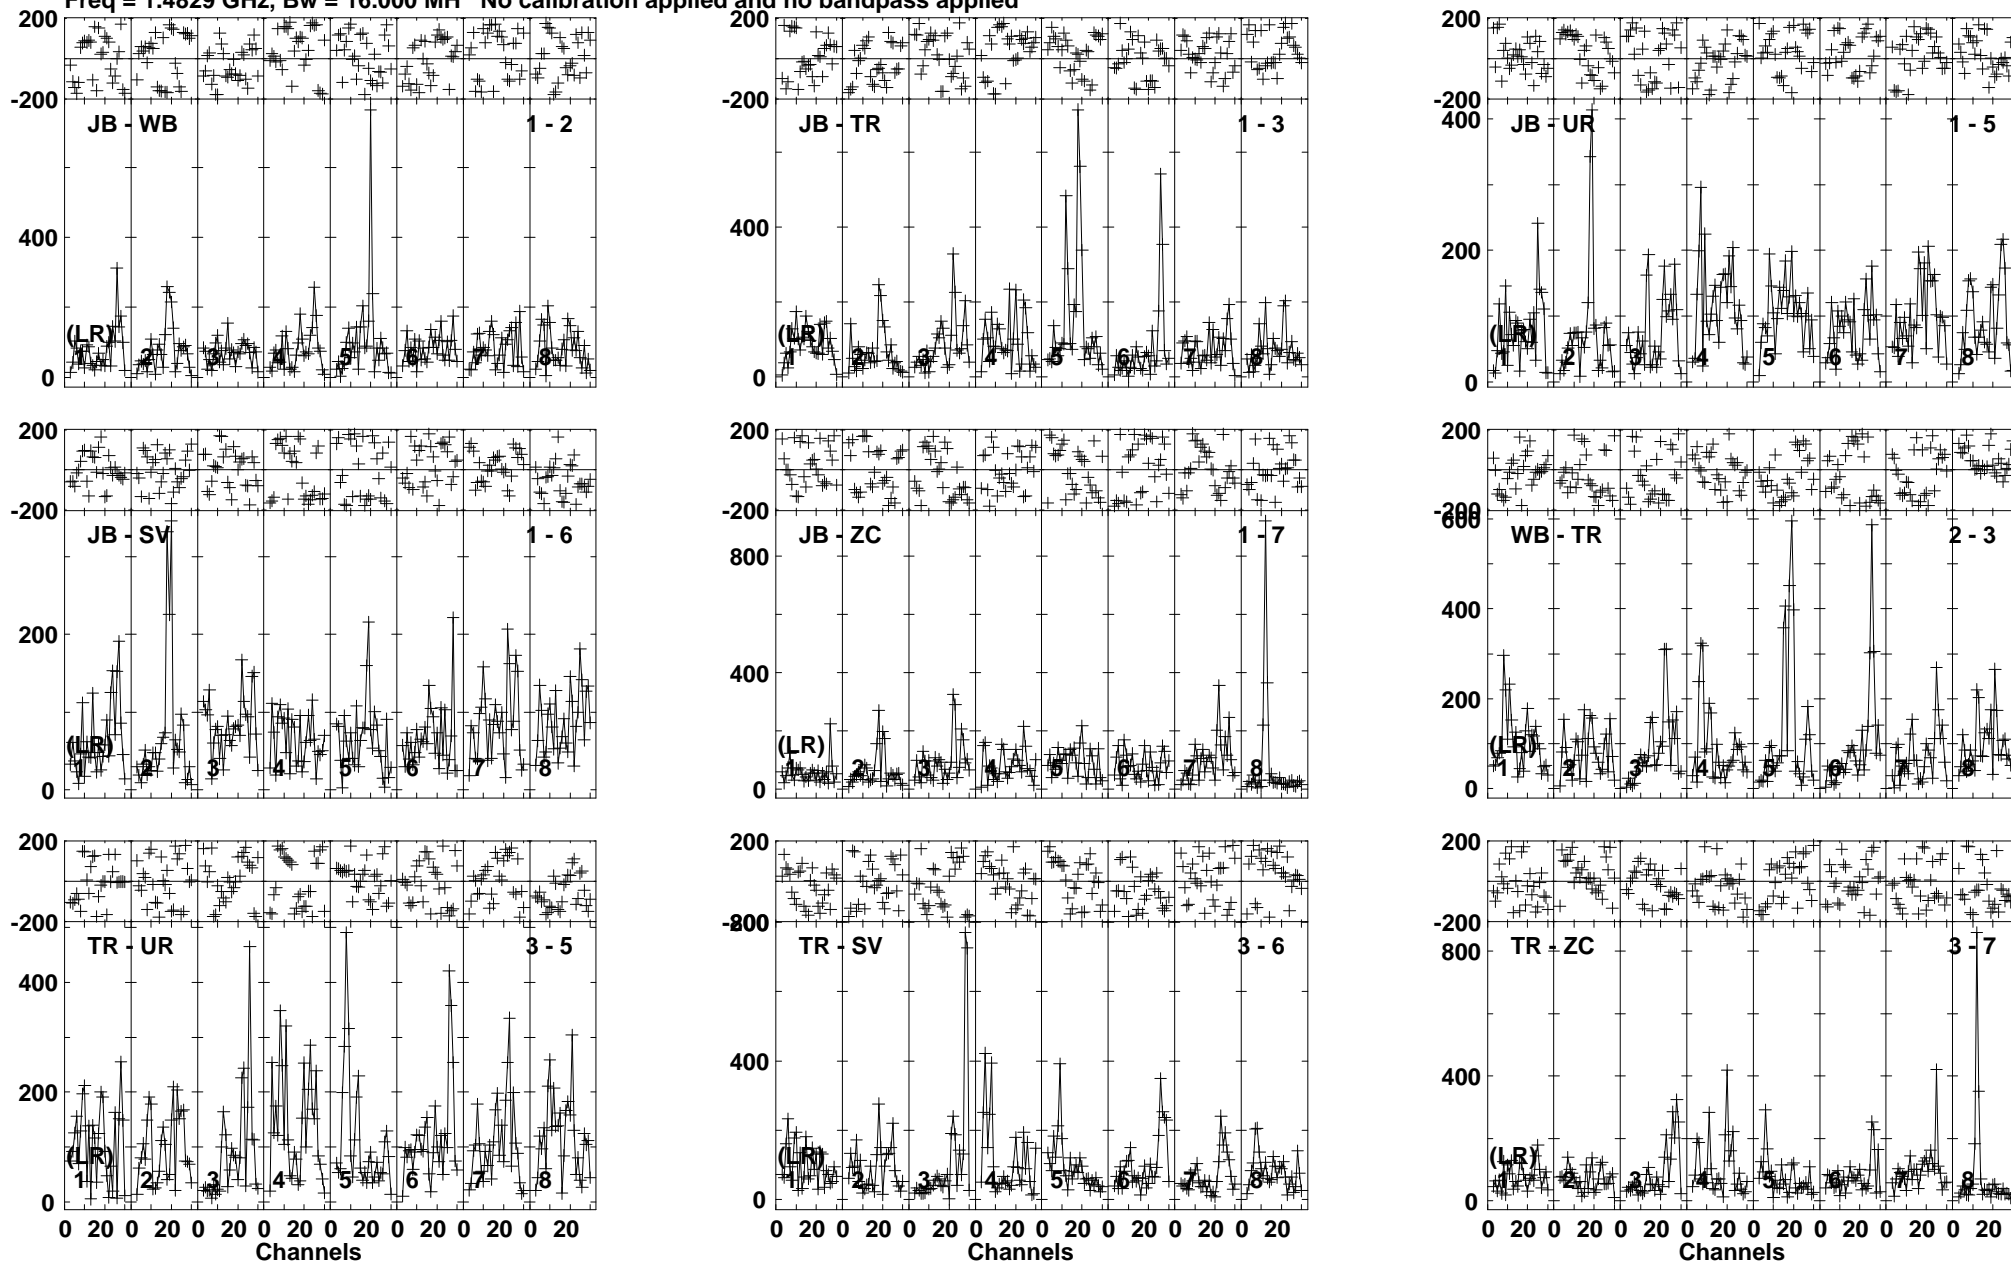 Freq = 1.4829 GHz, Bw = 16.000 MH No calibration applied and no bandpass applied
200 200 200
-200 -200 -200
JB - WB 1 - 2 JB - TR 1 - 3 JB - UR 1 - 5
400 400 400
200
(LR) (LR) (LR)
1 2 3 4 5 6 7 8 1 2 3 4 5 6 7 8 1 2 3 4 5 6 7 8
0 0 0
200 200 200
-200 -200 -200
JB - SV 1 - 6 JB - ZC 1 - 7 WB - TR 2 - 3
600
800
200 400 400
200
(LR) (LR) (LR)
1 2 3 4 5 6 7 8 1 2 3 4 5 6 7 8 1 2 3 4 5 6 7 8
0 0 0
200 200 200
-200 -200 -200
TR - UR 3 - 5 TR - SV 3 - 6 TR - ZC 3 - 7
800 800
400 400 400
200
(LR) (LR) (LR)
1 2 3 4 5 6 7 8 1 2 3 4 5 6 7 8 1 2 3 4 5 6 7 8
0 0 0
0 20 0 20 0 20 0 20 0 20 0 20 0 20 0 20 0 20 0 20 0 20 0 20 0 20 0 20 0 20 0 20 0 20 0 20 0 20 0 20 0 20 0 20 0 20 0 20
Channels Channels Channels